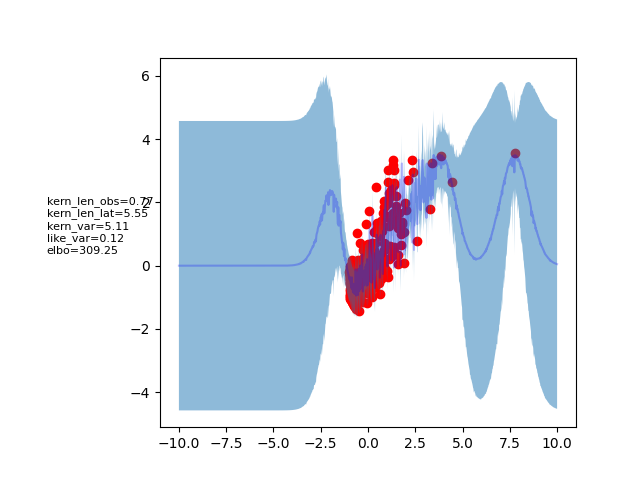 6
4
2
0
−2
−4
kern_len_obs=0.77
kern_len_lat=5.55
kern_var=5.11
like_var=0.12
elbo=309.25
−10.0 −7.5 −5.0 −2.5 0.0 2.5 5.0 7.5 10.0